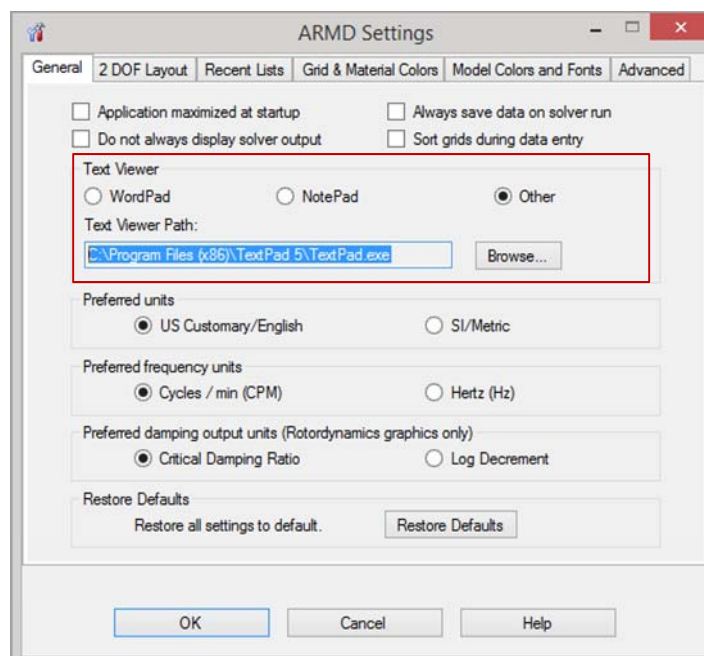 ARMD Settings
General 2 DOF Layout Recent Lists Grid & Material Colors Model Colors and Fonts Advanced
Application maximized at startup Always save data on solver run
Do not always display solver output Sort grids during data entry
Text Viewer
WordPad NotePad Other
Text Viewer Path:
C:\Program Files (x86)\TextPad 5\TextPad.exe Browse...
Preferred units
US Customary/English SI/Metric
Preferred frequency units
Cycles / min (CPM) Hertz (Hz)
Preferred damping output units (Rotordynamics graphics only)
Critical Damping Ratio Log Decrement
Restore Defaults
Restore all settings to default. Restore Defaults
OK Cancel Help